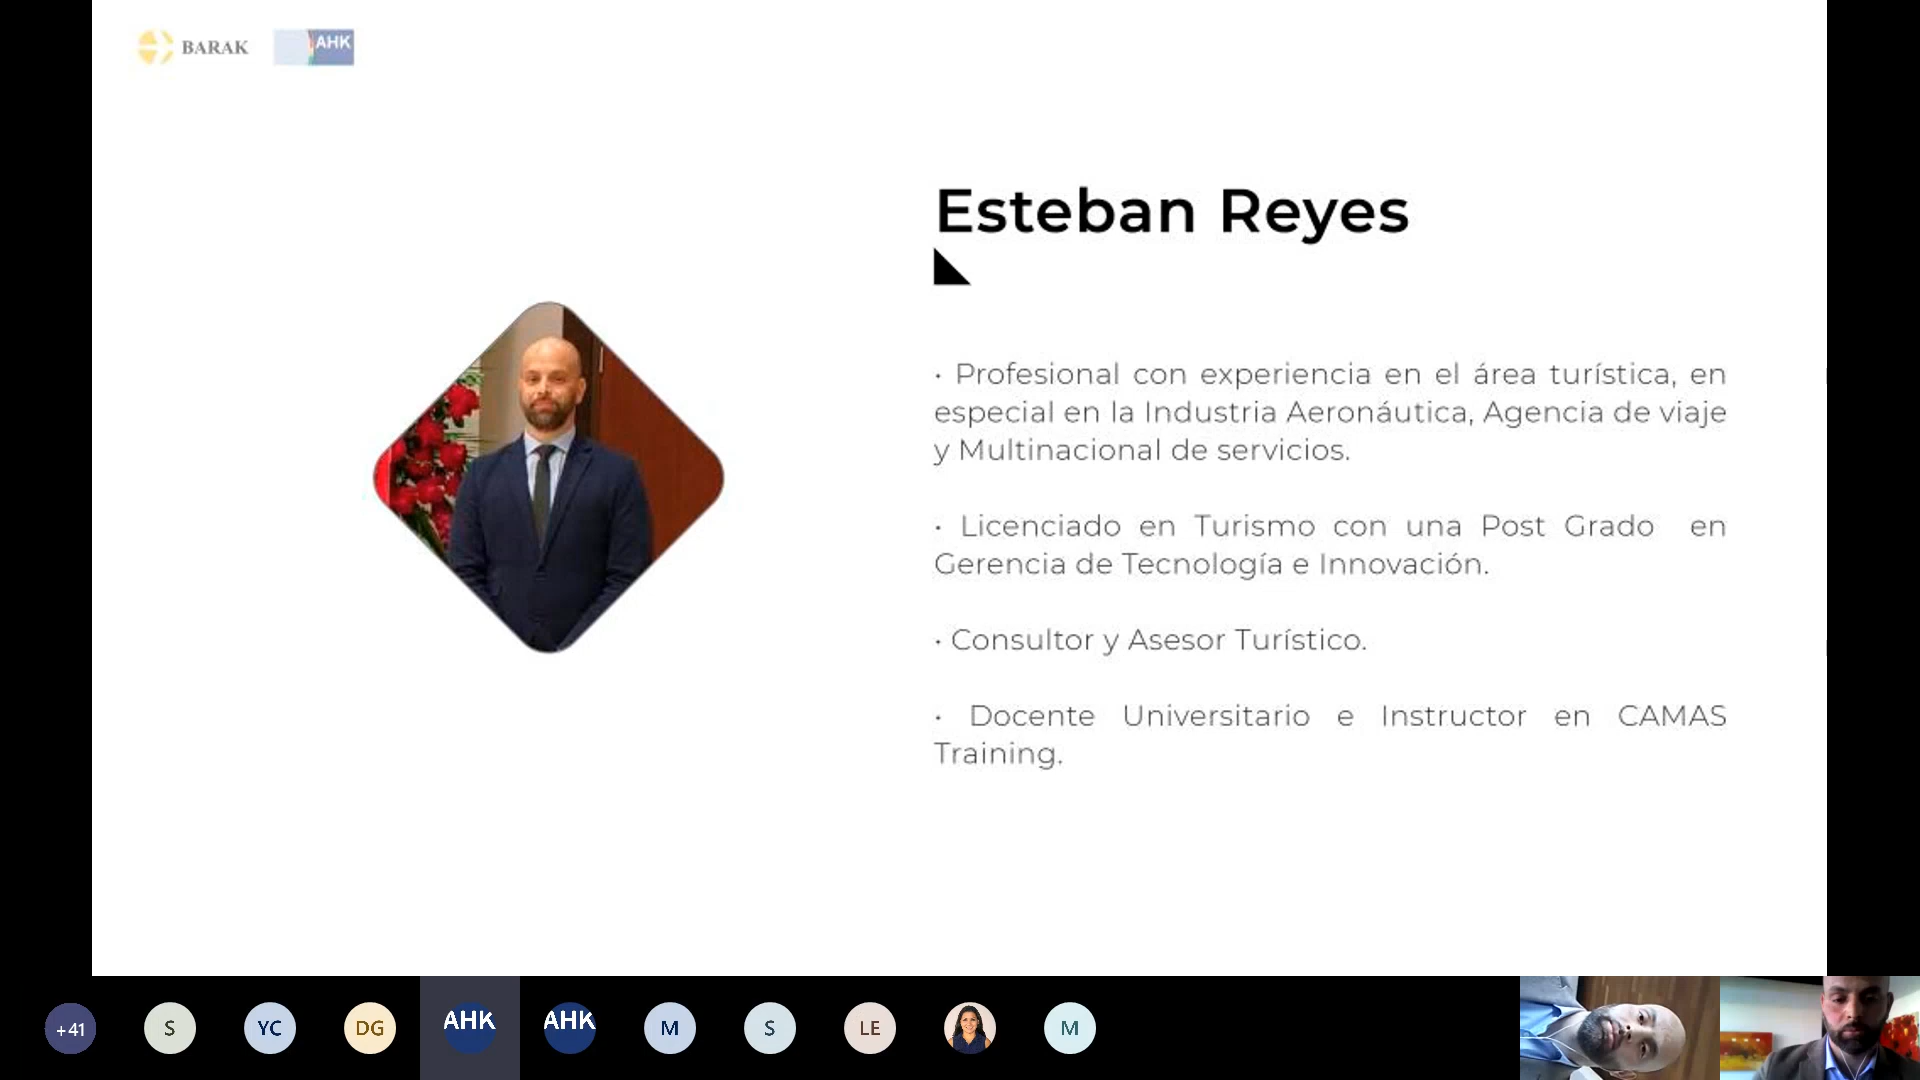 BARAK
AHK
Esteban Reyes
• Profesional con experiencia en el área turística, en
especial en la Industria Aeronáutica, Agencia de viaje
y Multinacional de servicios.
• Licenciado en Turismo con una Post Grado en
Gerencia de Tecnología e Innovación.
• Consultor y Asesor Turístico.
• Docente Universitario e Instructor en CAMAS
Training.
+41
S
YC
DG
AHK
AHK
M
S
LE
M